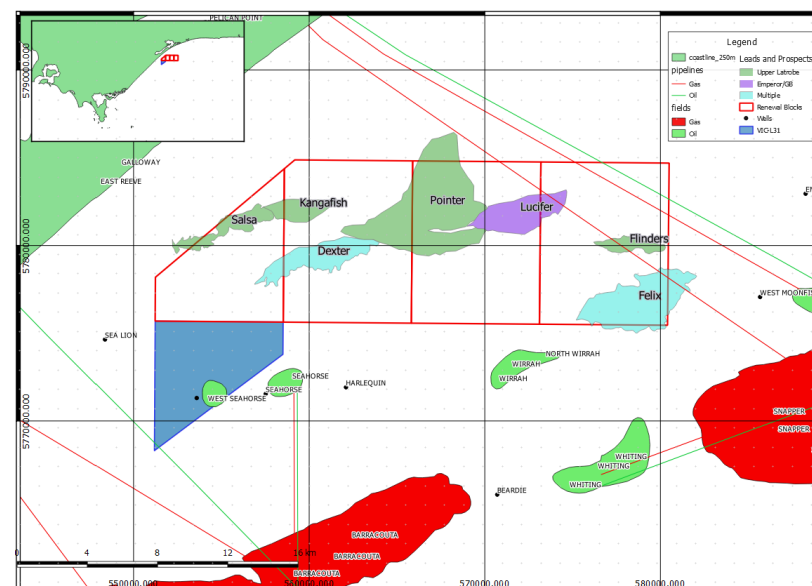 PELICAN POINT
Legend
coastline_250m
pipelines
Gas
Oil
fields
Gas
Oil
Leads and Prospects
Upper Latrobe
Emperor/GB
Multiple
Renewal Blocks
Wells
VIC-L31
5790000.000
GALLOWAY
EAST REEVE
Salsa
Kangafish
Pointer
Lucifer
Flinders
Dexter
Felix
5780000.000
SEA LION
WEST SEAHORSE
SEAHORSE
SEAHORSE
HARLEQUIN
NORTH WIRRAH
WIRRAH
WIRRAH
5770000.000
SNAPPER
SNAPPER
WHITING
WHITING
WHITING
BEARDIE
BARRACOUTA
BARRACOUTA
BARRACOUTA
0 4 8 12 16 km
550000.000 560000.000 570000.000 580000.000